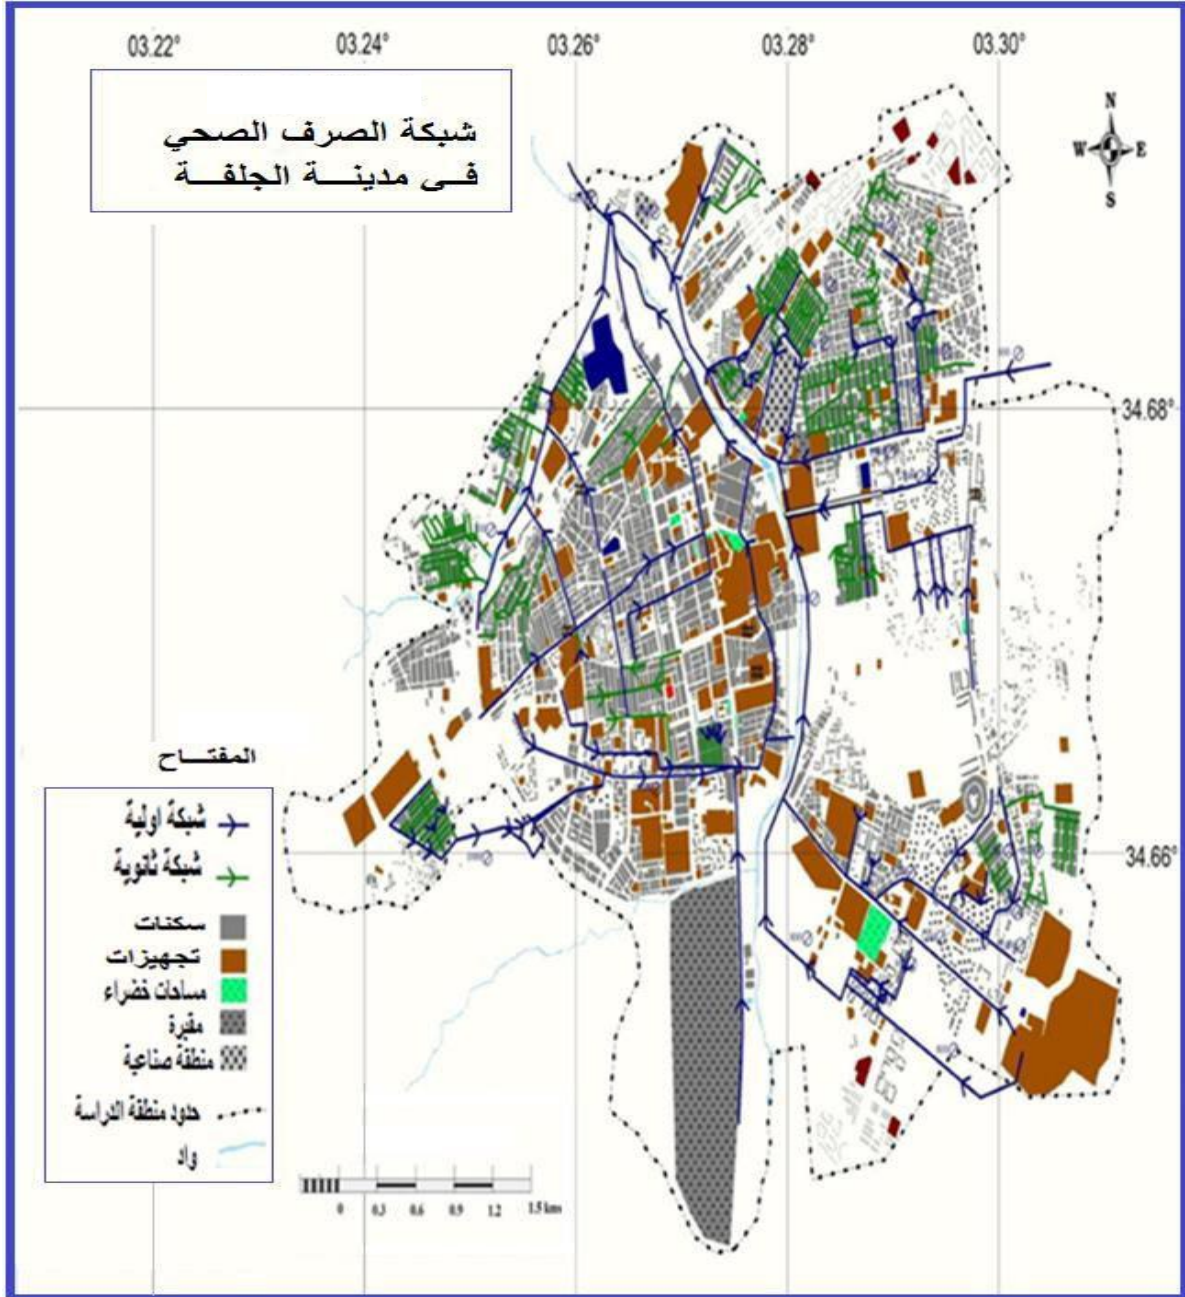 03.22° 03.24° 03.26° 03.28° 03.30°
شبكة الصرف الصحي
فــي مدينـــة الجلفـــة
N
W E
S
34.68°
34.66°
المفتـــاح
شبكة اولية
شبكة ثانوية
سكنات
تجهيزات
مساحات خضراء
مقبرة
منطقة صناعية
حدود منطقة الدراسة
واد
0 0.3 0.6 0.9 1.2 1.5 kms